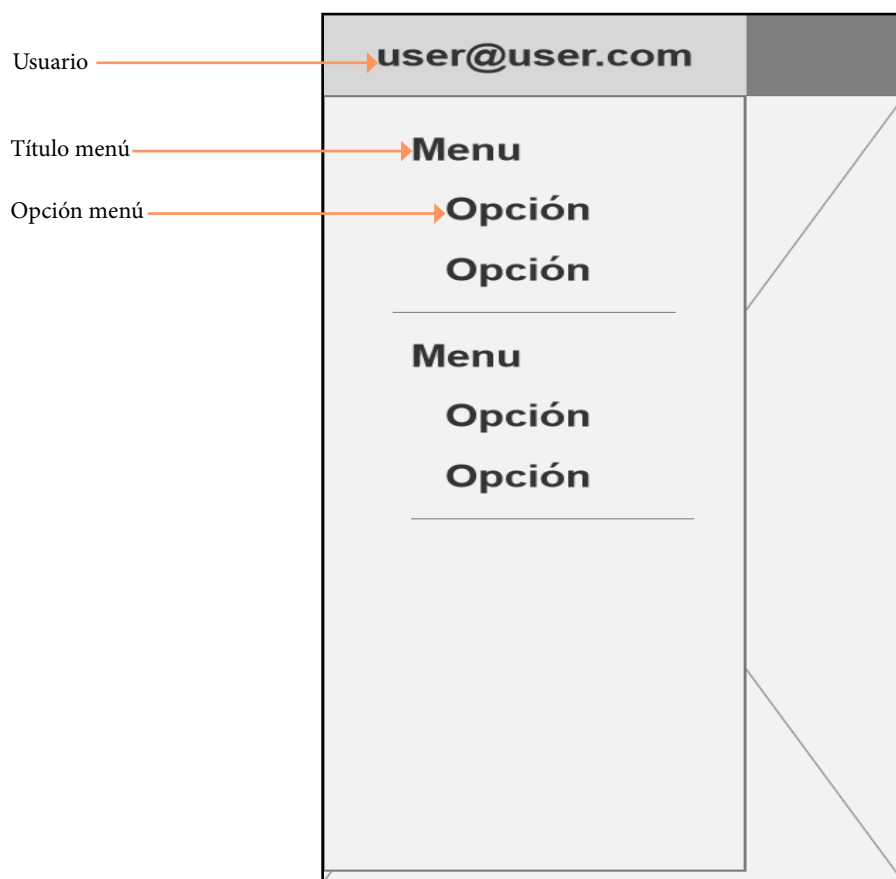 Usuario
user@user.com
Título menú
Menu
Opción menú
Opción
Opción
Menu
Opción
Opción